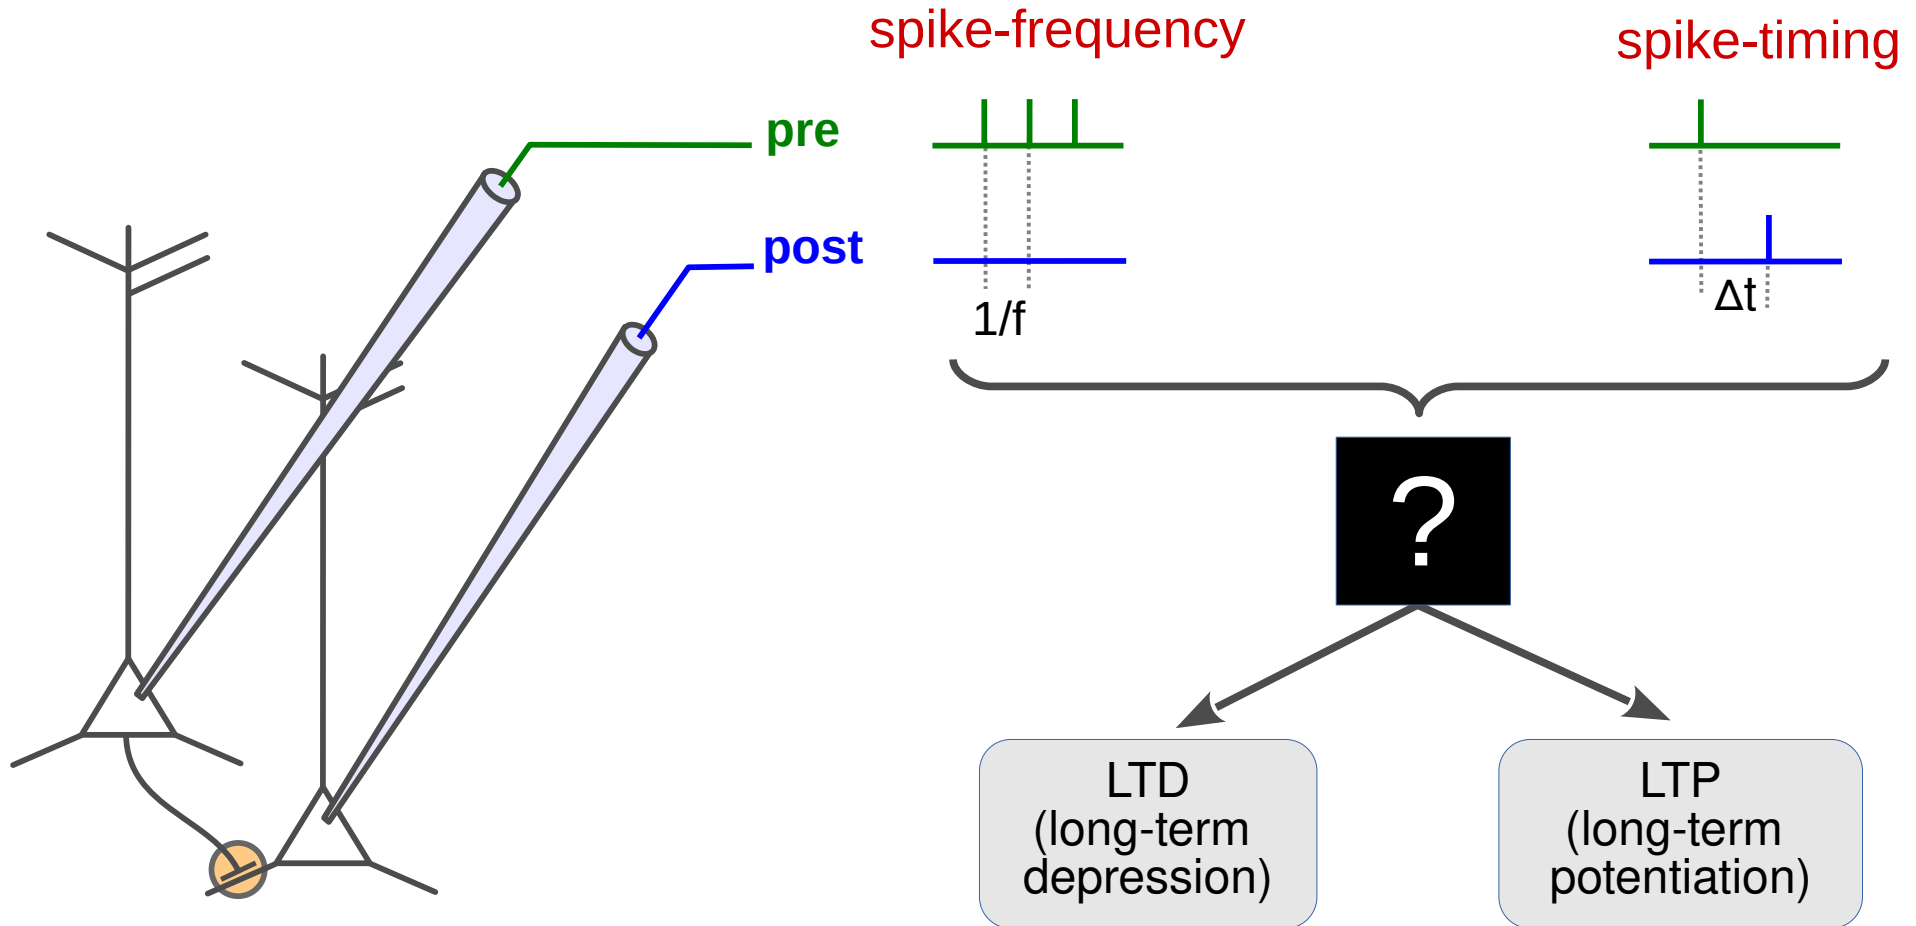 spike-frequency
spike-timing
pre
post
1/f
Δt
?
LTD
(long-term
depression)
LTP
(long-term
potentiation)